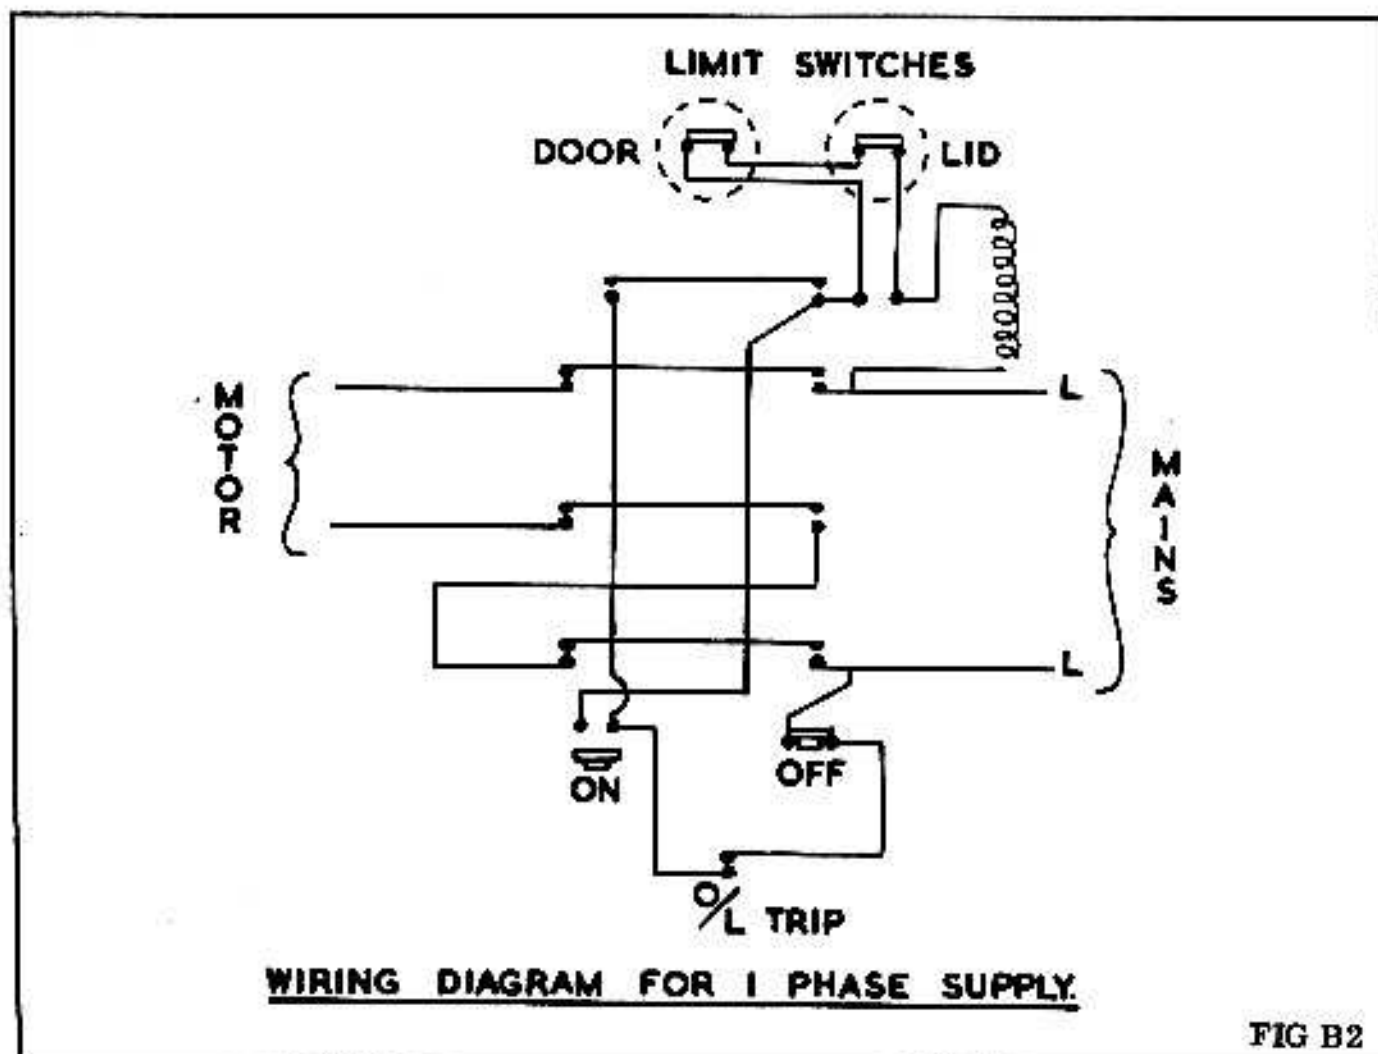 LIMIT SWITCHES
DOOR
LID
MOTOR
L
MAINS
L
ON
OFF
O/L TRIP
WIRING DIAGRAM FOR 1 PHASE SUPPLY.
FIG B2